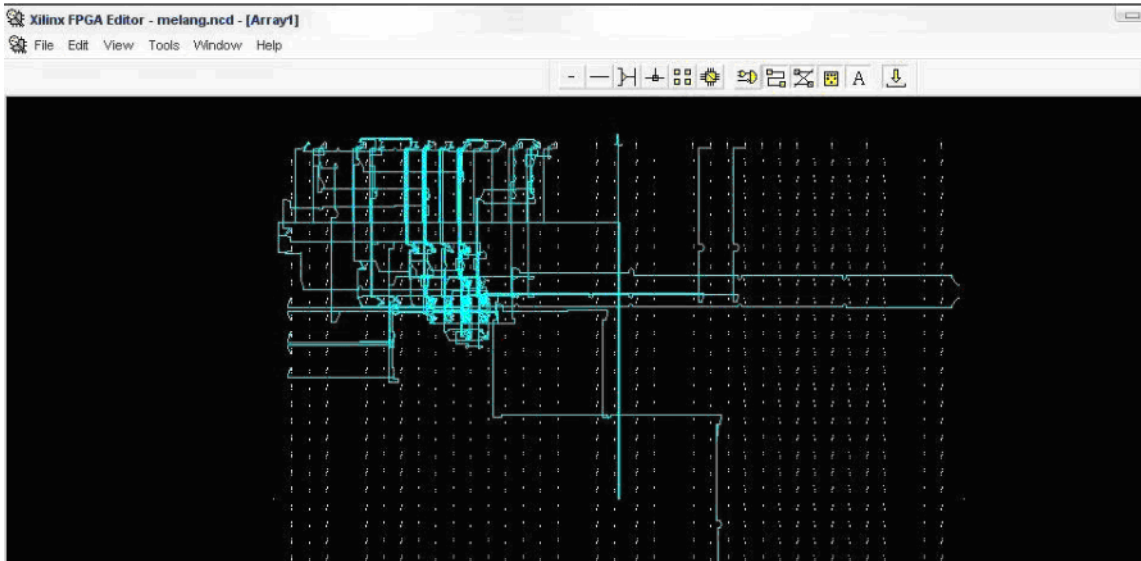 Xilinx FPGA Editor - melang.ncd - [Array1]
File Edit View Tools Window Help
A